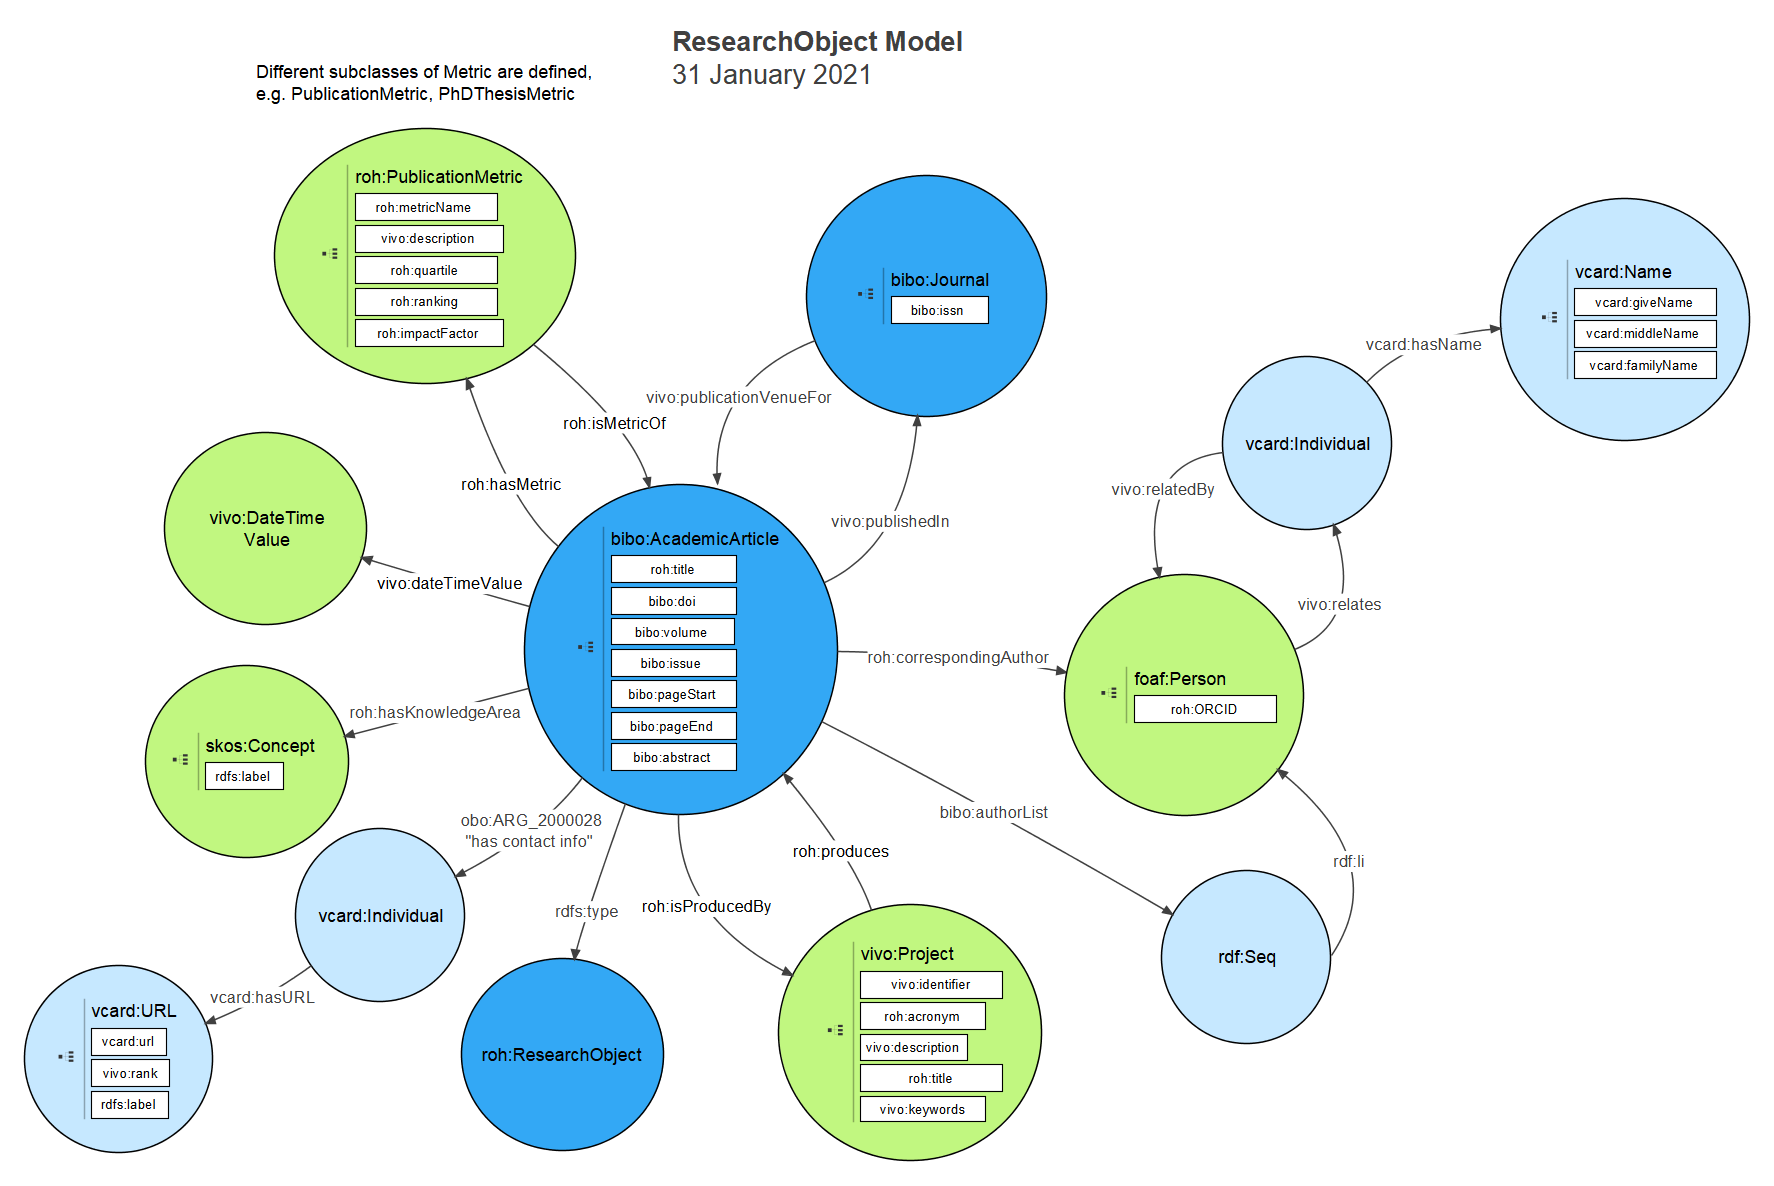 ResearchObject Model
31 January 2021
Different subclasses of Metric are defined,
e.g. PublicationMetric, PhDThesisMetric
roh:PublicationMetric
roh:metricName
vivo:description
roh:quartile
roh:ranking
roh:impactFactor
bibo:Journal
bibo:issn
vcard:Name
vcard:giveName
vcard:middleName
vcard:familyName
vcard:hasName
vivo:publicationVenueFor
roh:isMetricOf
vcard:Individual
roh:hasMetric
vivo:relatedBy
vivo:publishedIn
vivo:DateTime
Value
vivo:dateTimeValue
bibo:AcademicArticle
roh:title
bibo:doi
bibo:volume
bibo:issue
bibo:pageStart
bibo:pageEnd
bibo:abstract
vivo:relates
roh:correspondingAuthor
foaf:Person
roh:ORCID
roh:hasKnowledgeArea
skos:Concept
rdfs:label
obo:ARG_2000028
"has contact info"
bibo:authorList
roh:produces
rdf:li
rdfs:type
roh:isProducedBy
vcard:Individual
vivo:Project
vivo:identifier
roh:acronym
vivo:description
roh:title
vivo:keywords
rdf:Seq
vcard:hasURL
vcard:URL
vcard:url
vivo:rank
rdfs:label
roh:ResearchObject